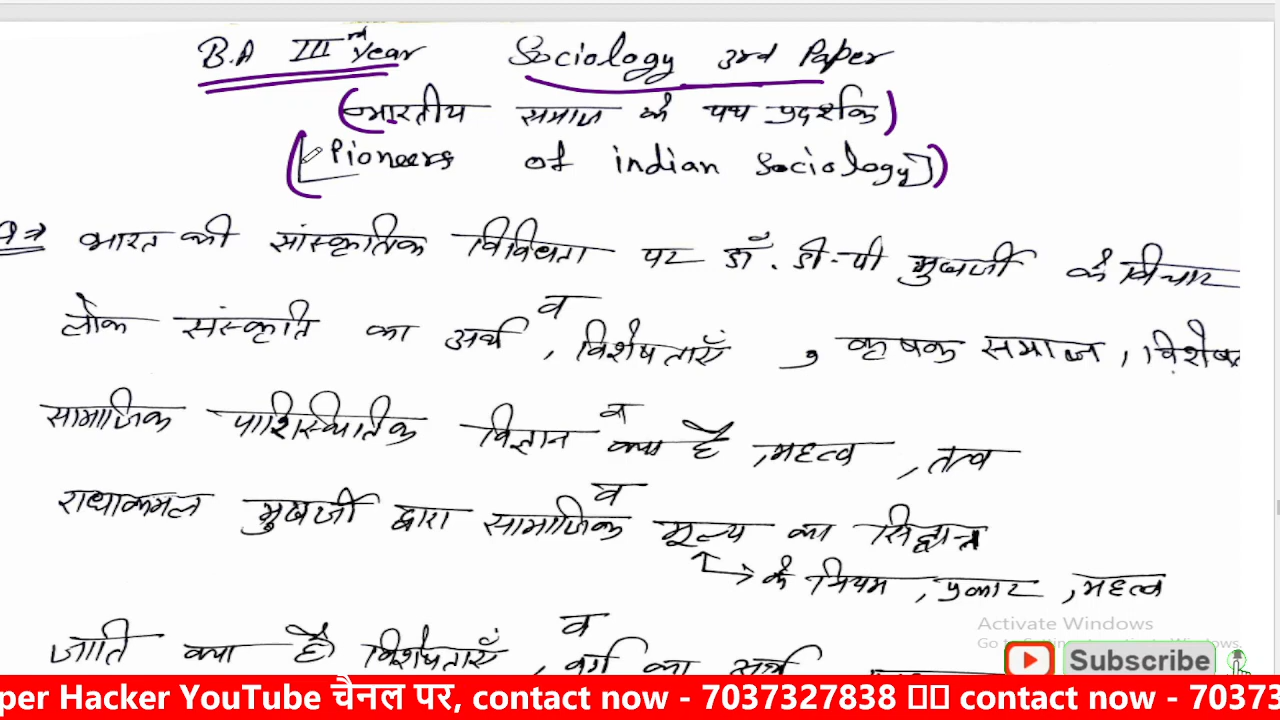 B.A III rd year Sociology 3rd Paper
(भारतीय समाज के पथ प्रदर्शक)
[Pioneers of indian Sociology]
भारत की सांस्कृतिक विविधता पर डॉ. डी-पी मुखर्जी के विचार
लोक संस्कृति का अर्थ व , विशेषताएँ , कृषक समाज , विशेष
सामाजिक पारिस्थितिक विज्ञान व क्या है , महत्व , तत्व
राधाकमल मुखर्जी द्वारा सामाजिक व मूल्य का सिद्धान्त
के नियम , प्रकार , महत्व
जाति क्या है विशेषताएँ , व वर्ग का अर्थ
Activate Windows
Subscribe
per Hacker YouTube चैनल पर, contact now - 7037327838 contact now - 7037